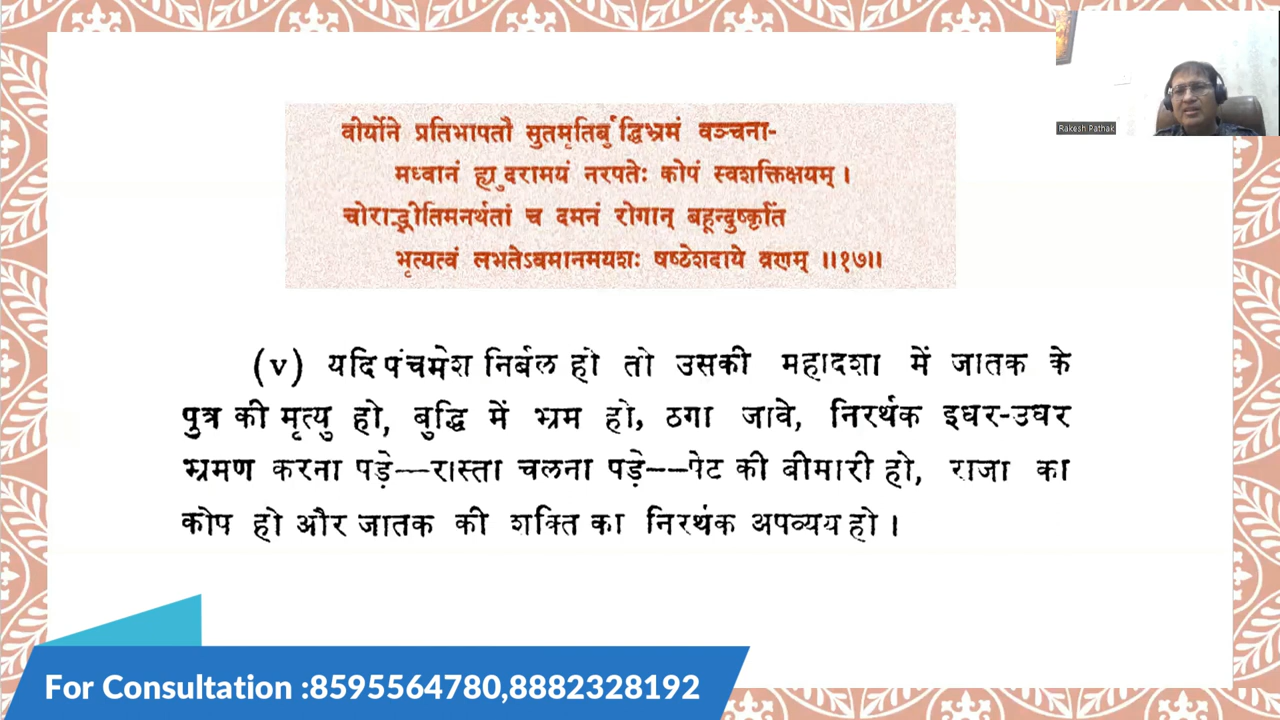 वीर्योने प्रतिभापतौ सुतमृतिर्बुद्धिभ्रमं वञ्चना-
मध्वानं ह्युदरामयं नरपतेः कोपं स्वशक्तिक्षयम् ।
चोराद्भीतिमनर्थतां च दमनं रोगान् बहून्दुष्कृतिं
भृत्यत्वं लभतेऽवमानमयशः षष्ठेशदाये व्रणम् ॥१७॥
(v) यदि पंचमेश निर्बल हो तो उसकी महादशा में जातक के
पुत्र की मृत्यु हो, बुद्धि में भ्रम हो, ठगा जावे, निरर्थक इधर-उधर
भ्रमण करना पड़े—रास्ता चलना पड़े—पेट की बीमारी हो, राजा का
कोप हो और जातक की शक्ति का निरर्थक अपव्यय हो ।
Rakesh Pathak
For Consultation :8595564780,8882328192